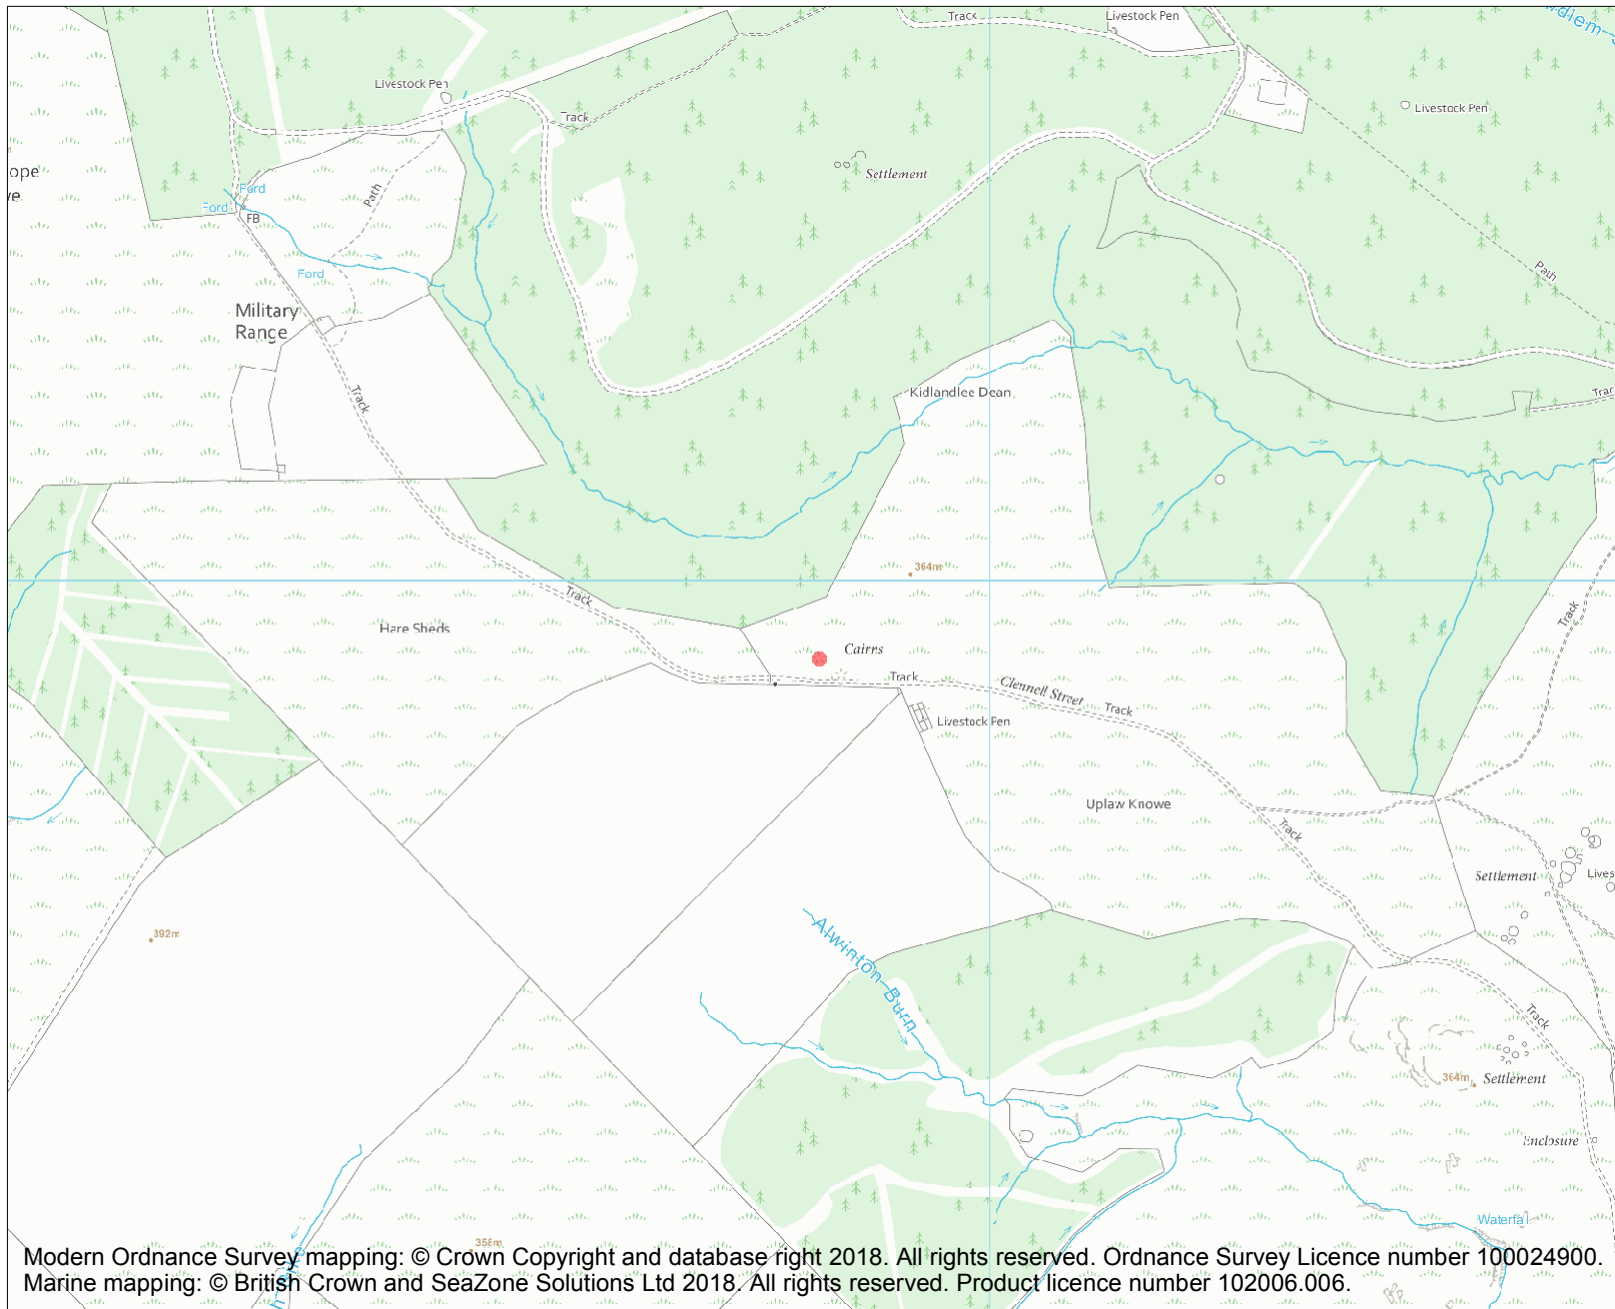 Track
Livestock Pen
Livestock Pen
Track
Livestock Pen
Settlement
Ford
Ford
FB
Path
Ford
Path
Military
Range
Track
Kidlandlee Dean
364m
Track
Hare Sheds
Cairns
Track
Clennell Street
Track
Track
Livestock Pen
Uplaw Knowe
Track
Settlement
Lives
392m
Alwinton Burn
Track
364m
Settlement
Enclosure
Waterfal
358m
Modern Ordnance Survey mapping: © Crown Copyright and database right 2018. All rights reserved. Ordnance Survey Licence number 100024900.
Marine mapping: © British Crown and SeaZone Solutions Ltd 2018. All rights reserved. Product licence number 102006.006.